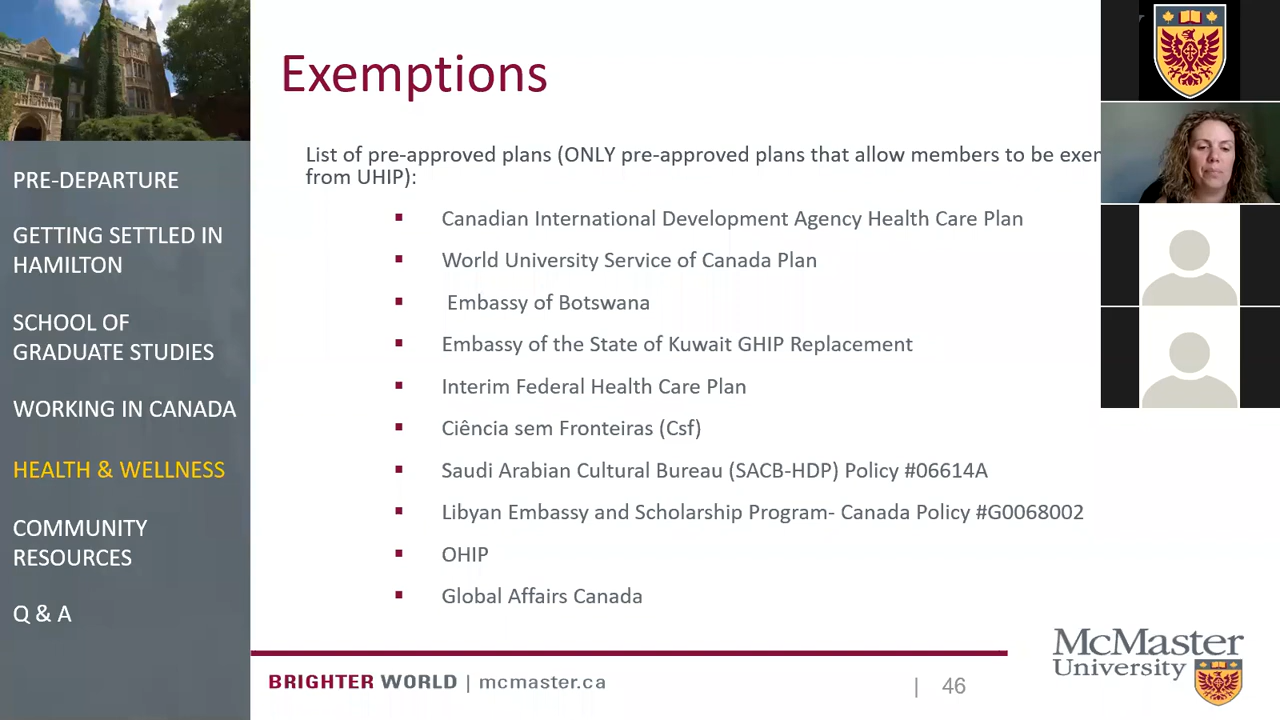 Exemptions
List of pre-approved plans (ONLY pre-approved plans that allow members to be
from UHIP):
Canadian International Development Agency Health Care Plan
World University Service of Canada Plan
Embassy of Botswana
Embassy of the State of Kuwait GHIP Replacement
Interim Federal Health Care Plan
Ciência sem Fronteiras (Csf)
Saudi Arabian Cultural Bureau (SACB-HDP) Policy #06614A
Libyan Embassy and Scholarship Program- Canada Policy #G0068002
OHIP
Global Affairs Canada
PRE-DEPARTURE
GETTING SETTLED IN
HAMILTON
SCHOOL OF
GRADUATE STUDIES
WORKING IN CANADA
HEALTH & WELLNESS
COMMUNITY
RESOURCES
Q & A
BRIGHTER WORLD | mcmaster.ca
| 46
McMaster
University